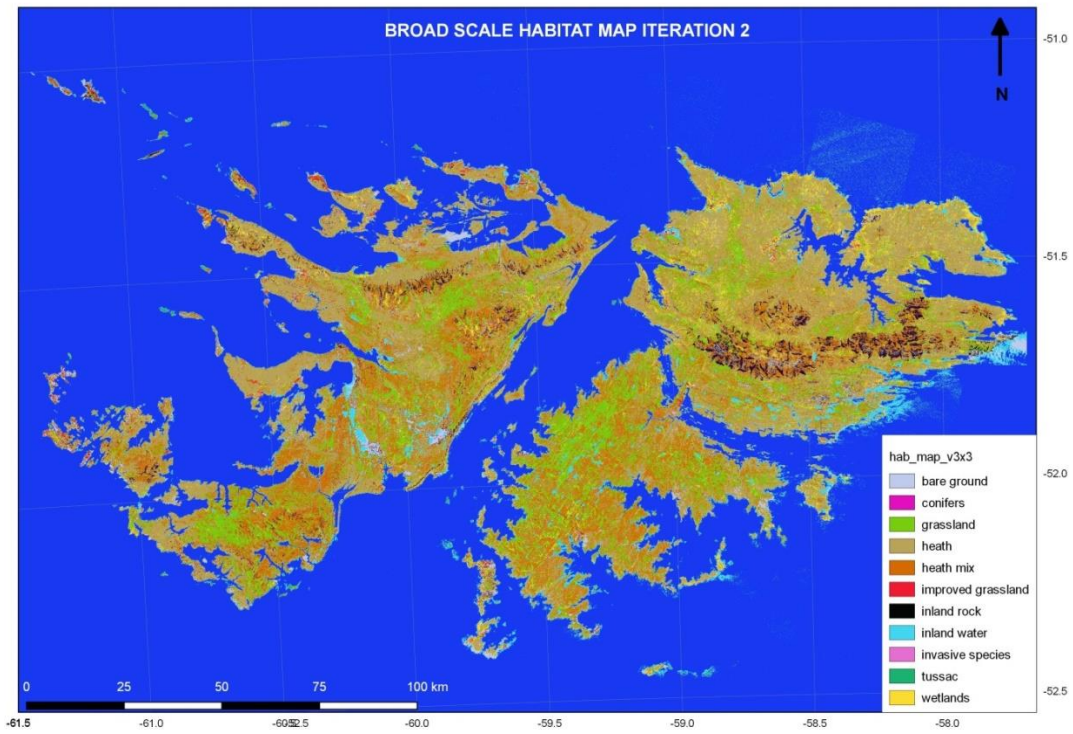 BROAD SCALE HABITAT MAP ITERATION 2
N
-51.0
-51.5
-52.0
-52.5
hab_map_v3x3
bare ground
conifers
grassland
heath
heath mix
improved grassland
inland rock
inland water
invasive species
tussac
wetlands
0 25 50 75 100 km
-61.5 -61.0 -60.0 -59.5 -59.0 -58.5 -58.0